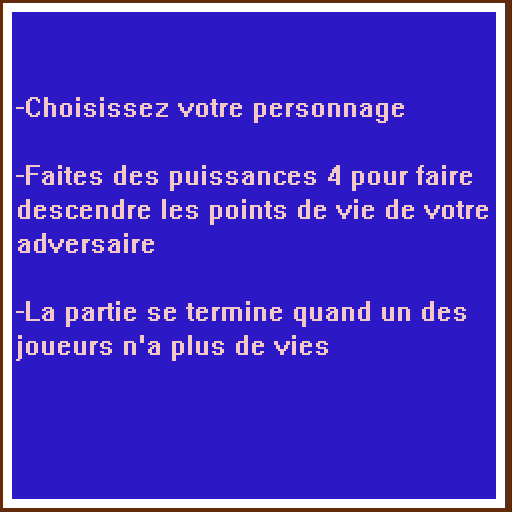 -Choisissez votre personnage
-Faites des puissances 4 pour faire
descendre les points de vie de votre
adversaire
-La partie se termine quand un des
joueurs n'a plus de vies